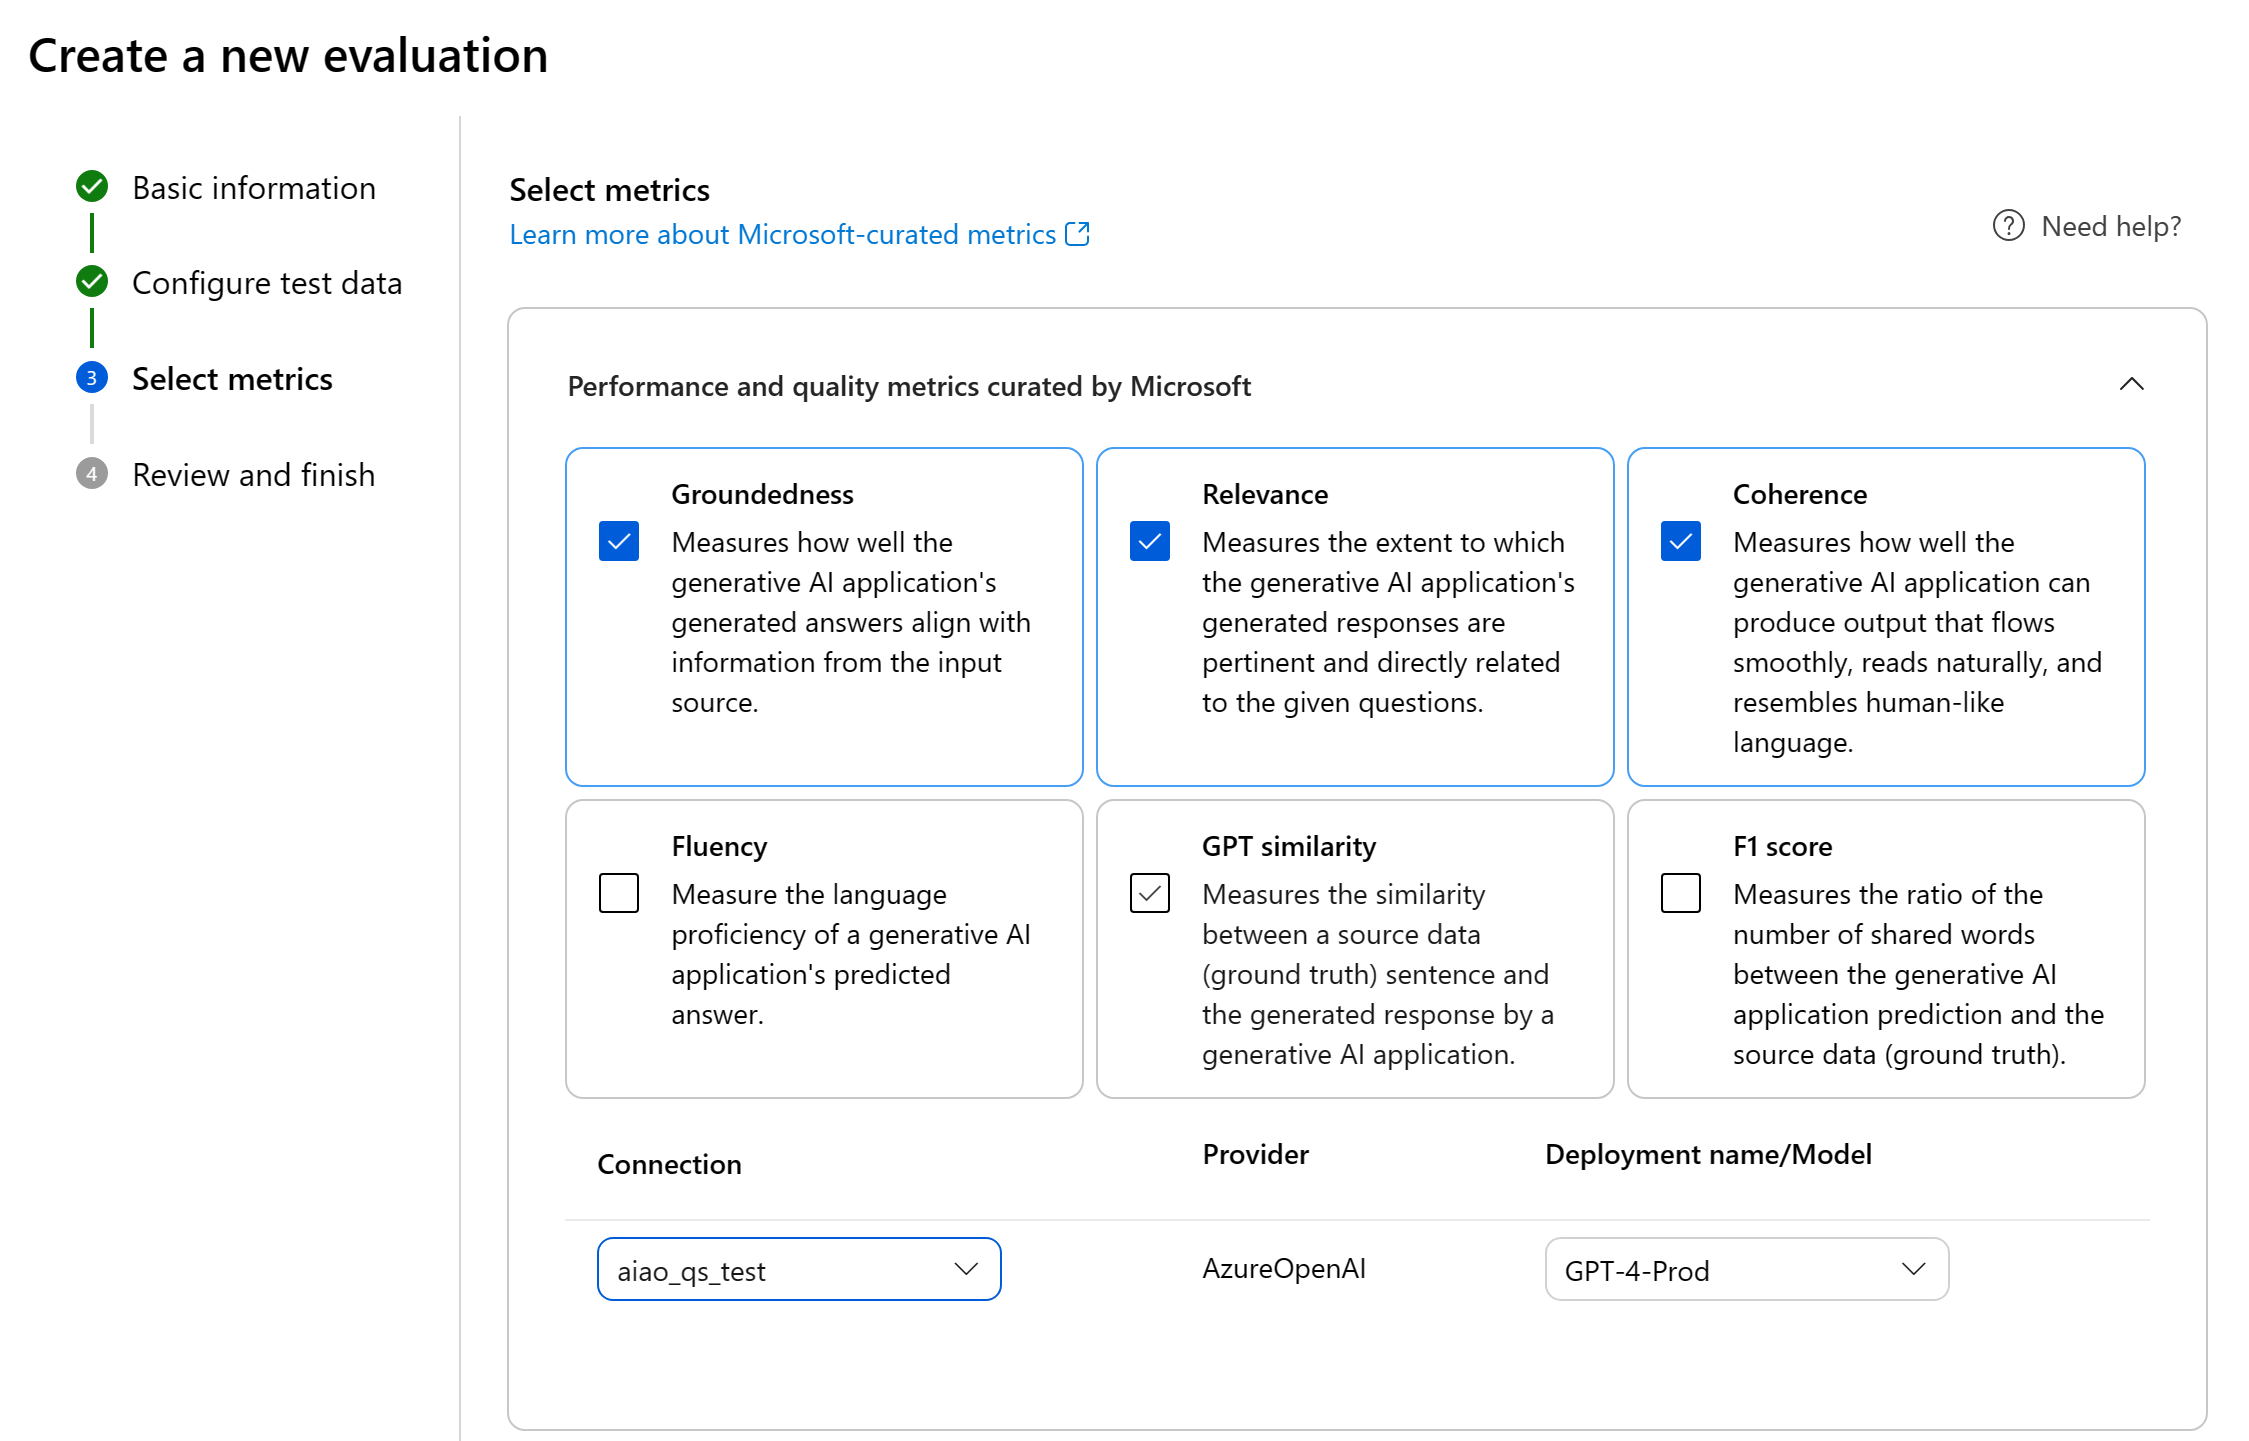 Create a new evaluation
Basic information
Configure test data
3
Select metrics
4
Review and finish
Select metrics
Learn more about Microsoft-curated metrics
Need help?
Performance and quality metrics curated by Microsoft
Groundedness
Measures how well the
generative AI application's
generated answers align with
information from the input
source.
Relevance
Measures the extent to which
the generative AI application's
generated responses are
pertinent and directly related
to the given questions.
Coherence
Measures how well the
generative AI application can
produce output that flows
smoothly, reads naturally, and
resembles human-like
language.
Fluency
Measure the language
proficiency of a generative AI
application's predicted
answer.
GPT similarity
Measures the similarity
between a source data
(ground truth) sentence and
the generated response by a
generative AI application.
F1 score
Measures the ratio of the
number of shared words
between the generative AI
application prediction and the
source data (ground truth).
Connection
Provider
Deployment name/Model
aiao_qs_test
AzureOpenAI
GPT-4-Prod